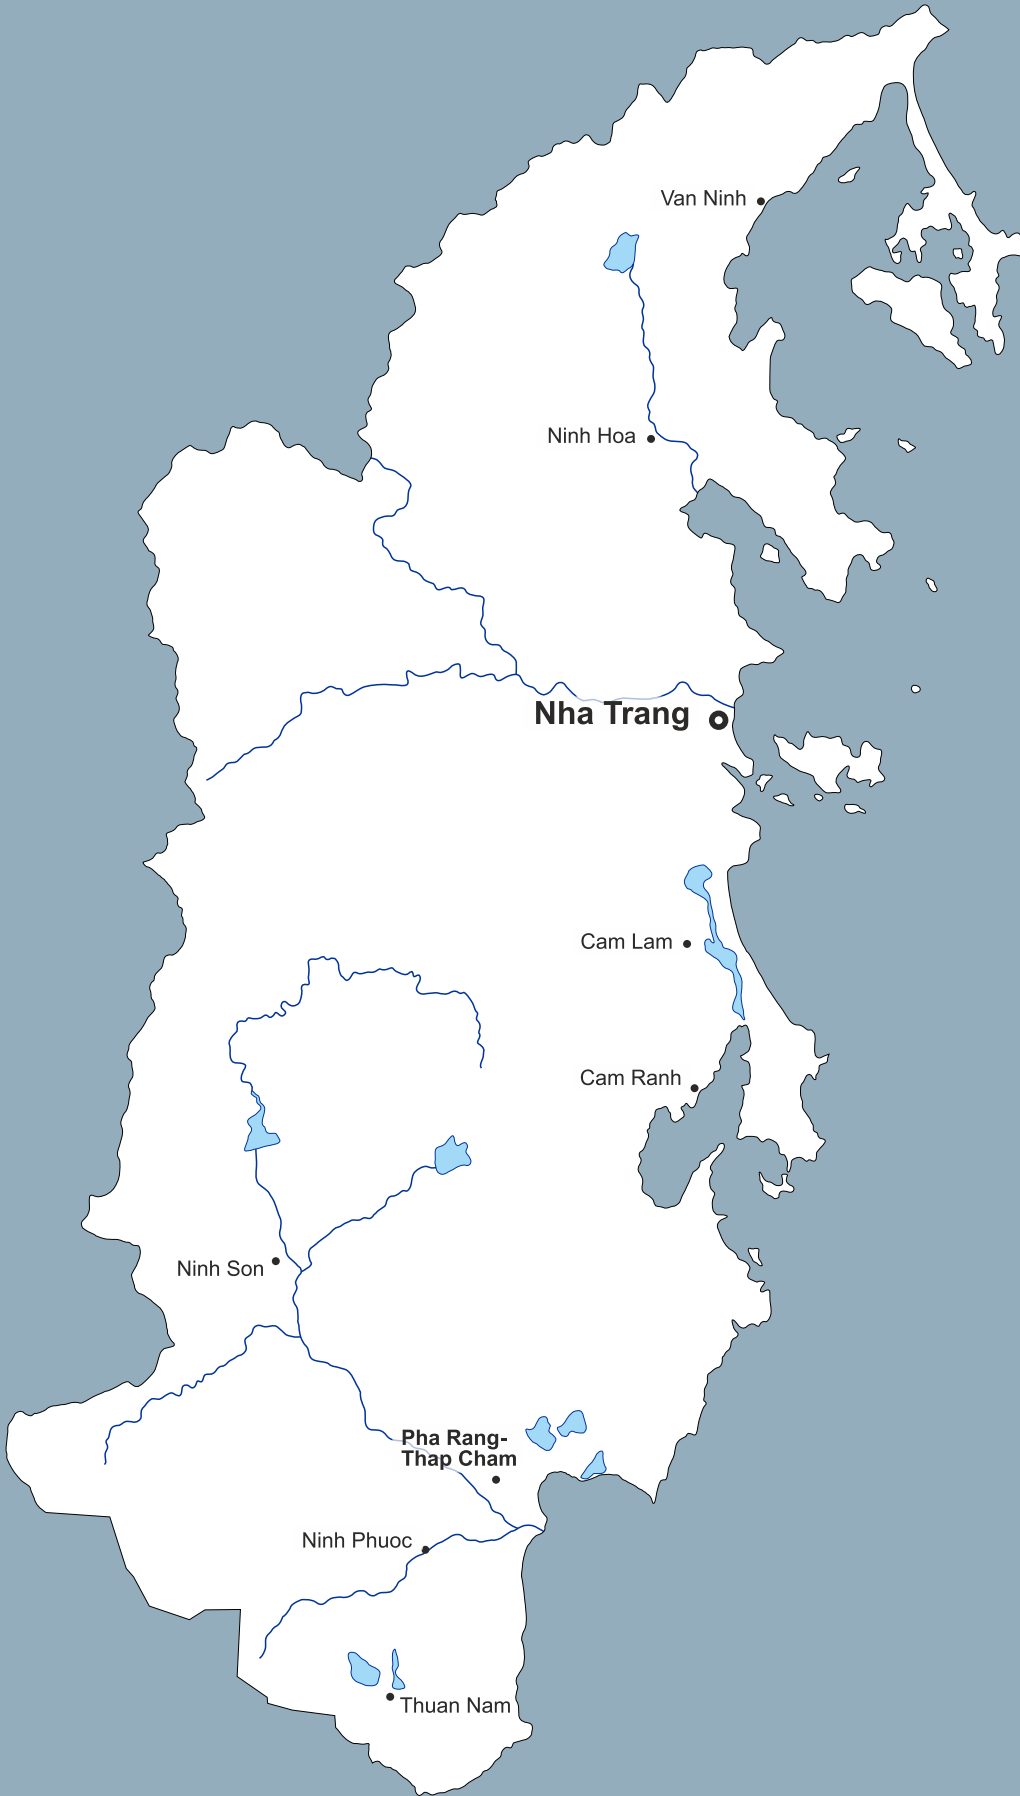 Van Ninh
Ninh Hoa
Nha Trang
Cam Lam
Cam Ranh
Ninh Son
Pha Rang-
Thap Cham
Ninh Phuoc
Thuan Nam